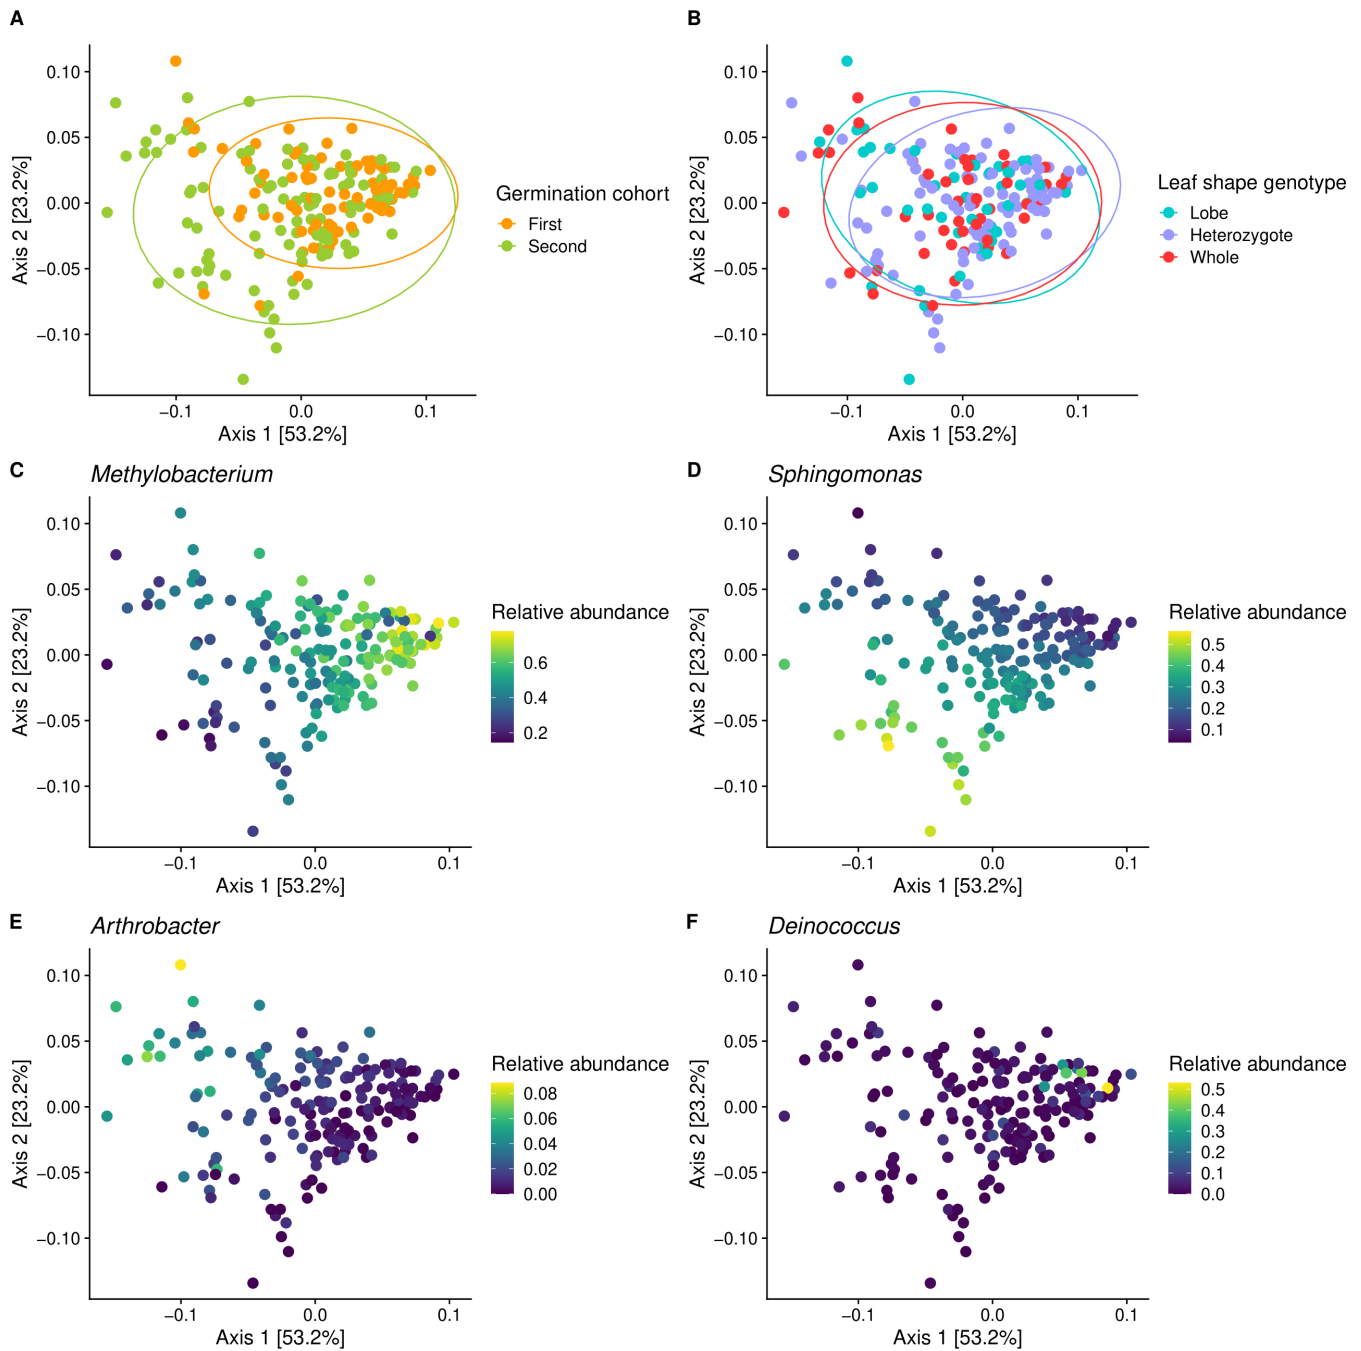 A
0.10
0.05
0.00
−0.05
−0.10
Axis 2 [23.2%]
−0.1
0.0
0.1
Axis 1 [53.2%]
Germination cohort
First
Second
B
0.10
0.05
0.00
−0.05
−0.10
Axis 2 [23.2%]
−0.1
0.0
0.1
Axis 1 [53.2%]
Leaf shape genotype
Lobe
Heterozygote
Whole
C
Methylobacterium
0.10
0.05
0.00
−0.05
−0.10
Axis 2 [23.2%]
−0.1
0.0
0.1
Axis 1 [53.2%]
Relative abundance
0.6
0.4
0.2
D
Sphingomonas
0.10
0.05
0.00
−0.05
−0.10
Axis 2 [23.2%]
−0.1
0.0
0.1
Axis 1 [53.2%]
Relative abundance
0.5
0.4
0.3
0.2
0.1
E
Arthrobacter
0.10
0.05
0.00
−0.05
−0.10
Axis 2 [23.2%]
−0.1
0.0
0.1
Axis 1 [53.2%]
Relative abundance
0.08
0.06
0.04
0.02
0.00
F
Deinococcus
0.10
0.05
0.00
−0.05
−0.10
Axis 2 [23.2%]
−0.1
0.0
0.1
Axis 1 [53.2%]
Relative abundance
0.5
0.4
0.3
0.2
0.1
0.0